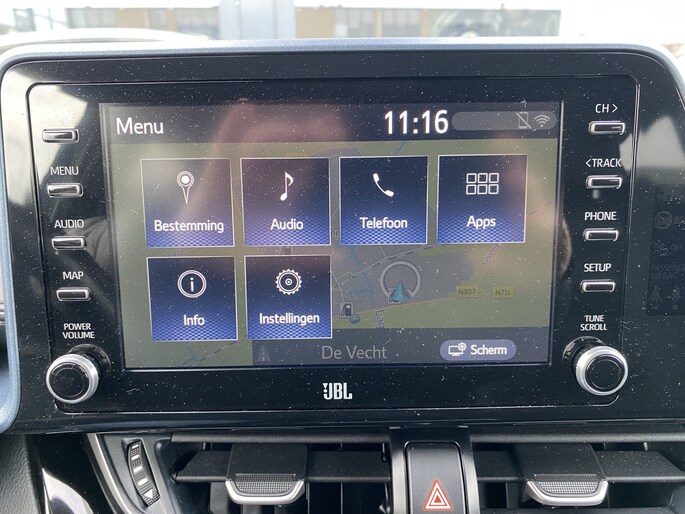 Menu
11:16
CH >
MENU
<TRACK
AUDIO
PHONE
MAP
SETUP
POWER
VOLUME
TUNE
SCROLL
Bestemming
Audio
Telefoon
Apps
Info
Instellingen
N307
De Vecht
Scherm
JBL